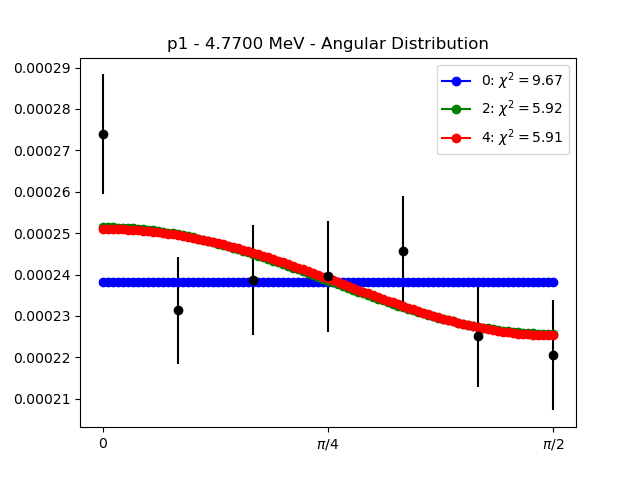 p1 - 4.7700 MeV - Angular Distribution
0.00029
0.00028
0.00027
0.00026
0.00025
0.00024
0.00023
0.00022
0.00021
0
π/4
π/2
0: χ² = 9.67
2: χ² = 5.92
4: χ² = 5.91